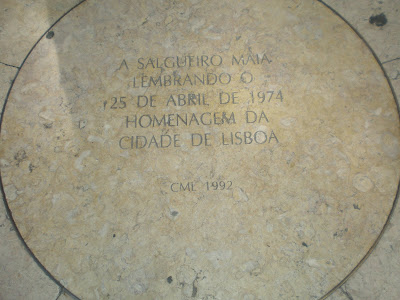 A SALGUEIRO MAIA
LEMBRANDO O
25 DE ABRIL DE 1974
HOMENAGEM DA
CIDADE DE LISBOA
CML 1992